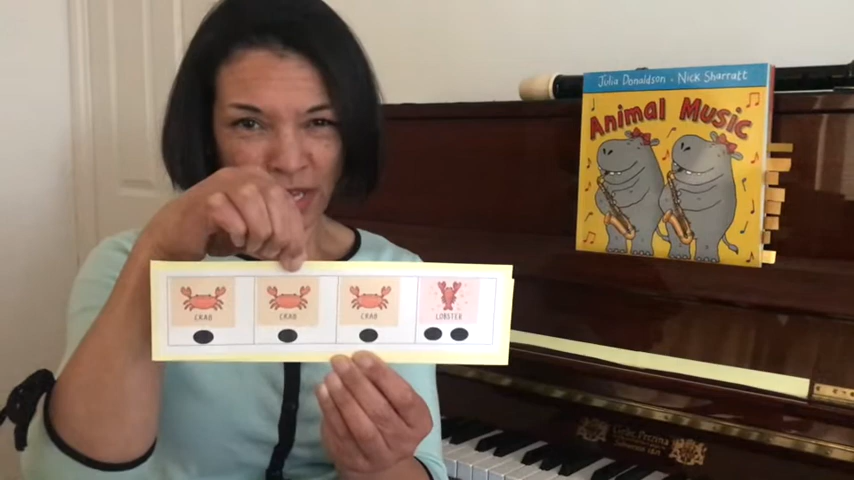 Julia Donaldson • Nick Sharratt
ANIMAL MUSIC
CRAB
CRAB
CRAB
LOBSTER